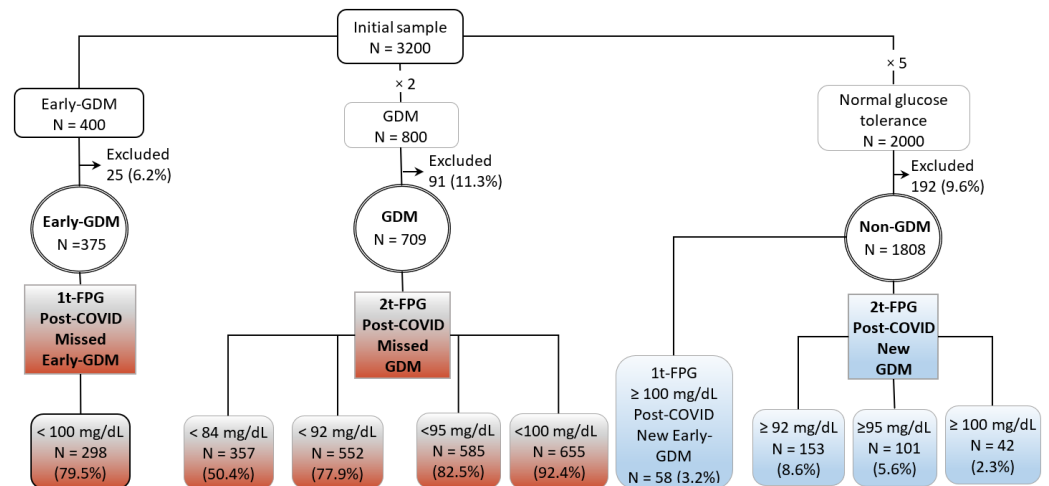 Initial sample
N = 3200
× 2
× 5
Early-GDM
N = 400
GDM
N = 800
Normal glucose
tolerance
N = 2000
Excluded
25 (6.2%)
Excluded
91 (11.3%)
Excluded
192 (9.6%)
Early-GDM
N =375
GDM
N = 709
Non-GDM
N = 1808
1t-FPG
Post-COVID
Missed
Early-GDM
2t-FPG
Post-COVID
Missed
GDM
2t-FPG
Post-COVID
New
GDM
< 100 mg/dL
N = 298
(79.5%)
< 84 mg/dL
N = 357
(50.4%)
< 92 mg/dL
N = 552
(77.9%)
<95 mg/dL
N = 585
(82.5%)
<100 mg/dL
N = 655
(92.4%)
1t-FPG
≥ 100 mg/dL
Post-COVID
New Early-
GDM
N = 58 (3.2%)
≥ 92 mg/dL
N = 153
(8.6%)
≥95 mg/dL
N = 101
(5.6%)
≥ 100 mg/dL
N = 42
(2.3%)